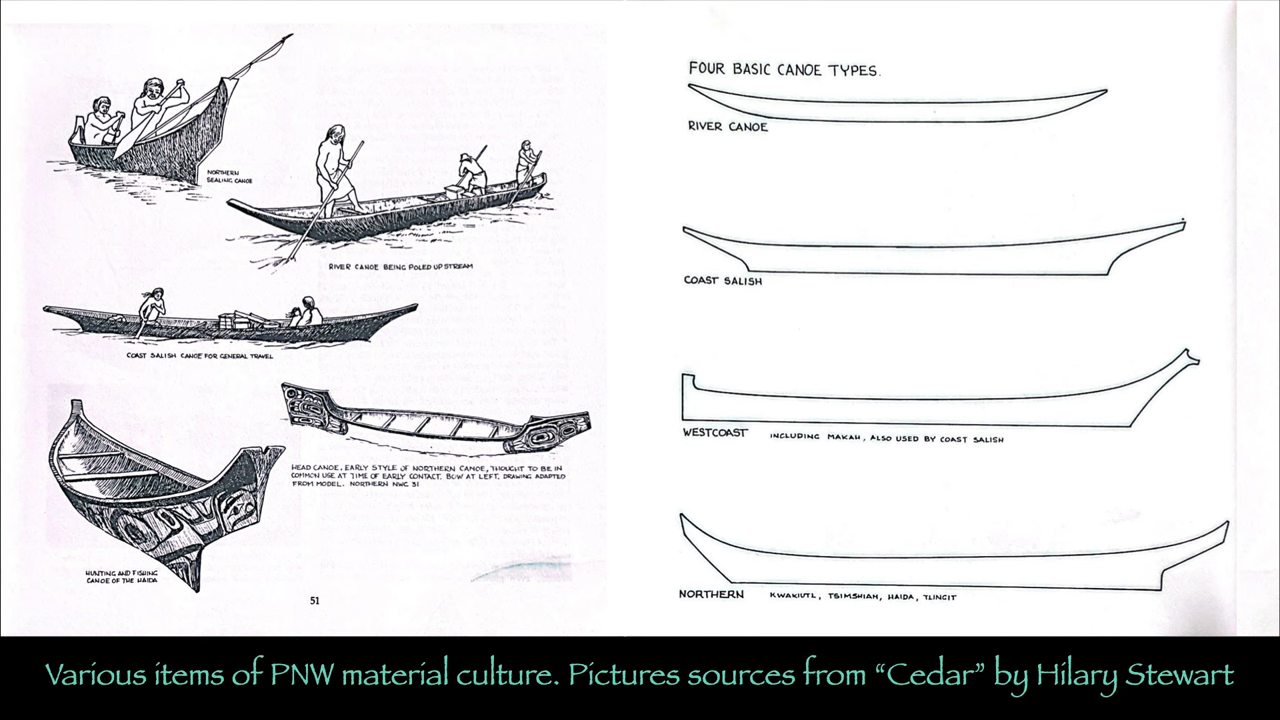 NORTHERN
SEALING CANOE
RIVER CANOE BEING POLED UPSTREAM
COAST SALISH CANOE FOR GENERAL TRAVEL
HEAD CANOE. EARLY STYLE OF NORTHERN CANOE, THOUGHT TO BE IN
COMMON USE AT TIME OF EARLY CONTACT. BOW AT LEFT. DRAWING ADAPTED
FROM MODEL. NORTHERN NWC 31
HUNTING AND FISHING
CANOE OF THE HAIDA
51
FOUR BASIC CANOE TYPES.
RIVER CANOE
COAST SALISH
WESTCOAST INCLUDING MAKAH, ALSO USED BY COAST SALISH
NORTHERN KWAKIUTL, TSIMSHIAN, HAIDA, TLINGIT
Various items of PNW material culture. Pictures sources from “Cedar” by Hilary Stewart